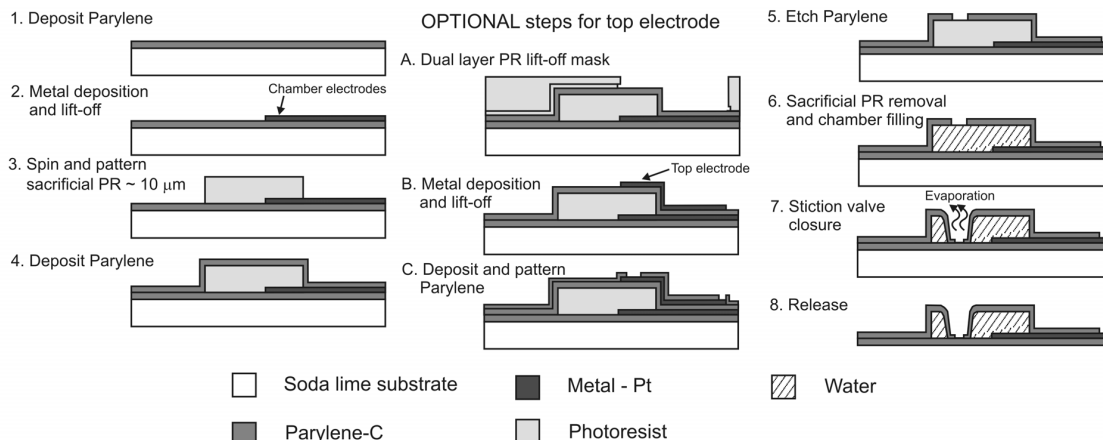 1. Deposit Parylene
2. Metal deposition
and lift-off
Chamber electrodes
3. Spin and pattern
sacrificial PR ~ 10 μm
4. Deposit Parylene
OPTIONAL steps for top electrode
A. Dual layer PR lift-off mask
B. Metal deposition
and lift-off
Top electrode
C. Deposit and pattern
Parylene
5. Etch Parylene
6. Sacrificial PR removal
and chamber filling
7. Stiction valve
closure
Evaporation
8. Release
Soda lime substrate
Metal - Pt
Water
Parylene-C
Photoresist